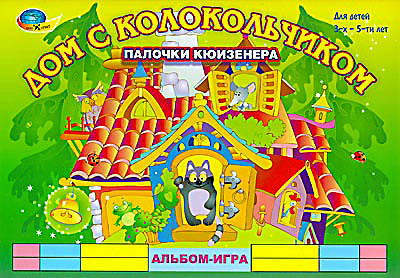 Для детей
3-х - 5-ти лет
ДОМ С КОЛОКОЛЬЧИКОМ
ПАЛОЧКИ КЮИЗЕНЕРА
АЛЬБОМ-ИГРА